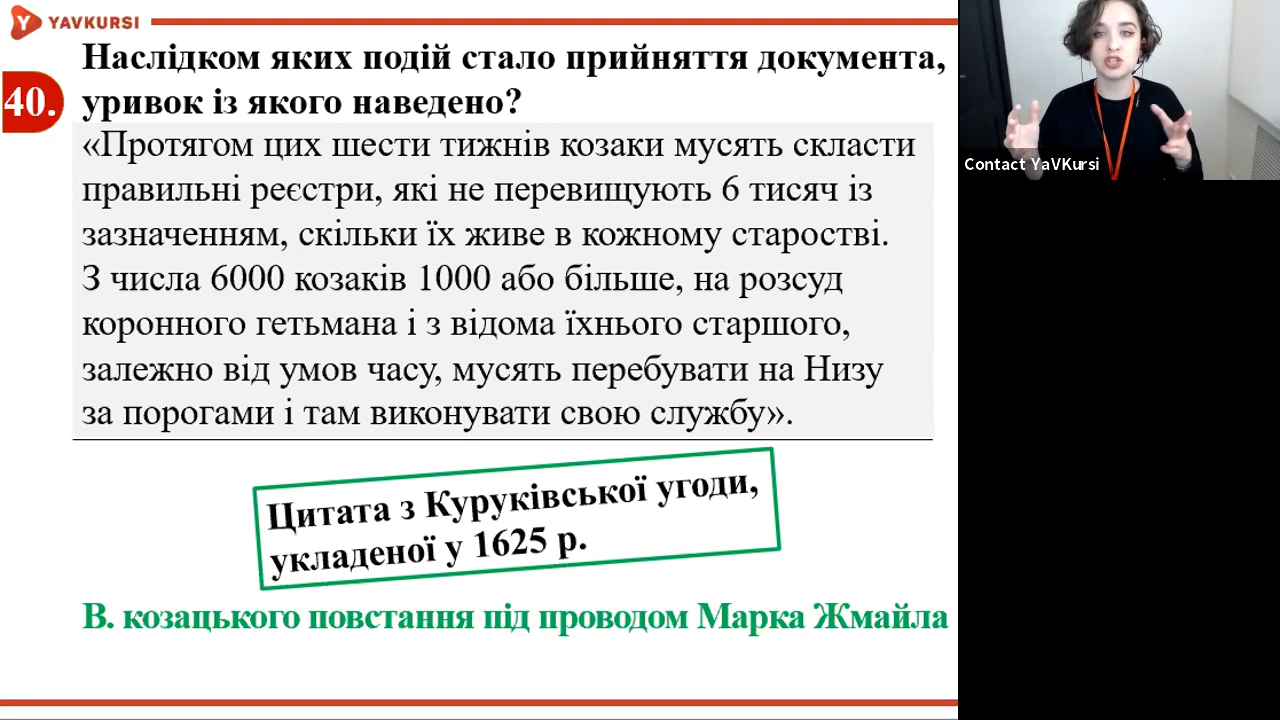 YAVKURSI
Наслідком яких подій стало прийняття документа,
40.
уривок із якого наведено?
«Протягом цих шести тижнів козаки мусять скласти
правильні реєстри, які не перевищують 6 тисяч із
зазначенням, скільки їх живе в кожному старостві.
З числа 6000 козаків 1000 або більше, на розсуд
коронного гетьмана і з відома їхнього старшого,
залежно від умов часу, мусять перебувати на Низу
за порогами і там виконувати свою службу».
Цитата з Куруківської угоди,
укладеної у 1625 р.
В. козацького повстання під проводом Марка Жмайла
Contact YaVKursi